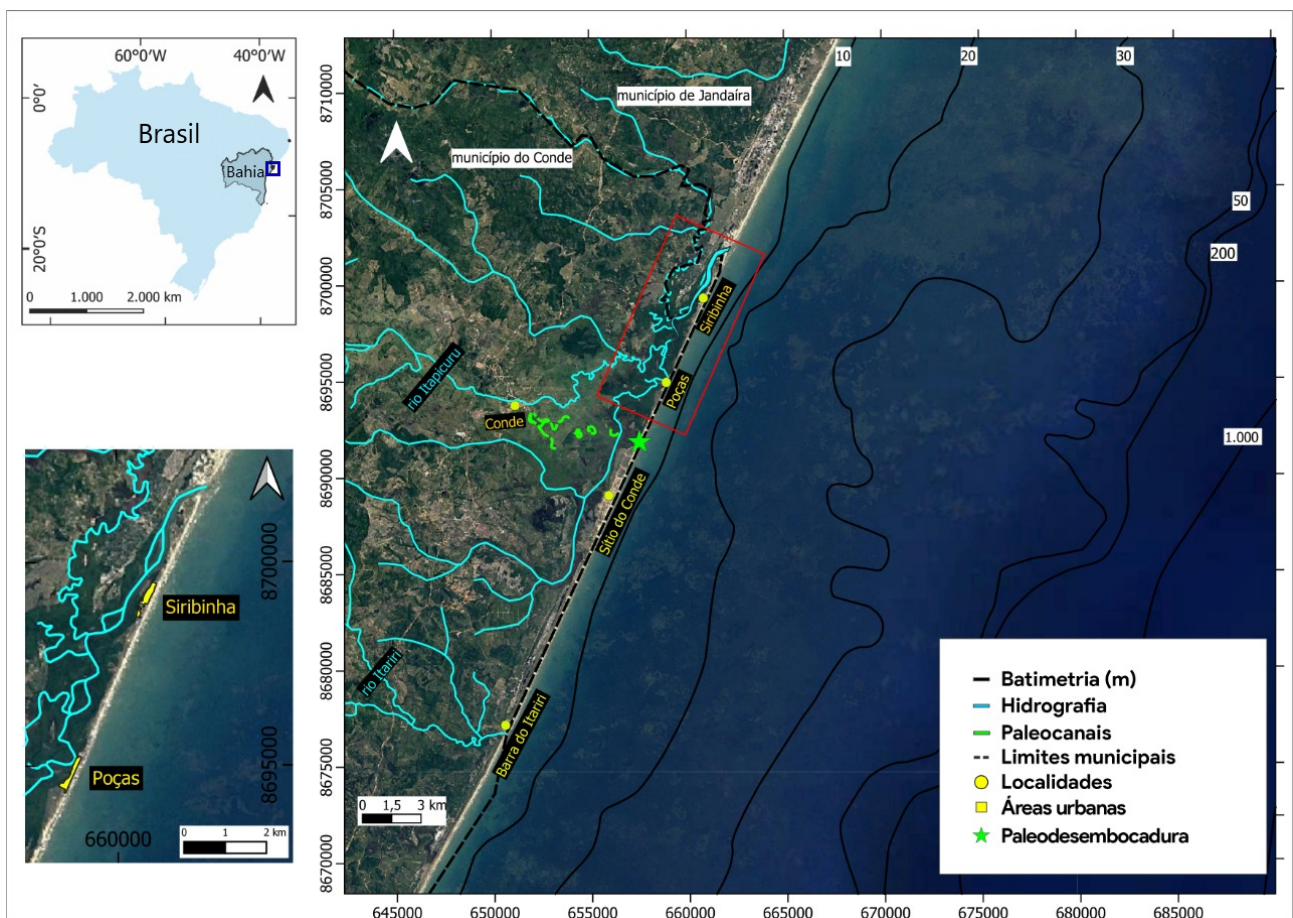 60°0'W
40°0'W
0°0'
20°0'S
Brasil
Bahia
0
1.000
2.000 km
Siribinha
Poças
8700000
8695000
660000
0
1
2 km
8710000
8705000
8700000
8695000
8690000
8685000
8680000
8675000
8670000
10
20
30
50
200
1.000
município de Jandaíra
município do Conde
Siribinha
rio Itapicuru
Poças
Conde
Sítio do Conde
rio Itariri
Barra do Itariri
0
1,5
3 km
Batimetria (m)
Hidrografia
Paleocanais
Limites municipais
Localidades
Áreas urbanas
Paleodesembocadura
645000
650000
655000
660000
665000
670000
675000
680000
685000